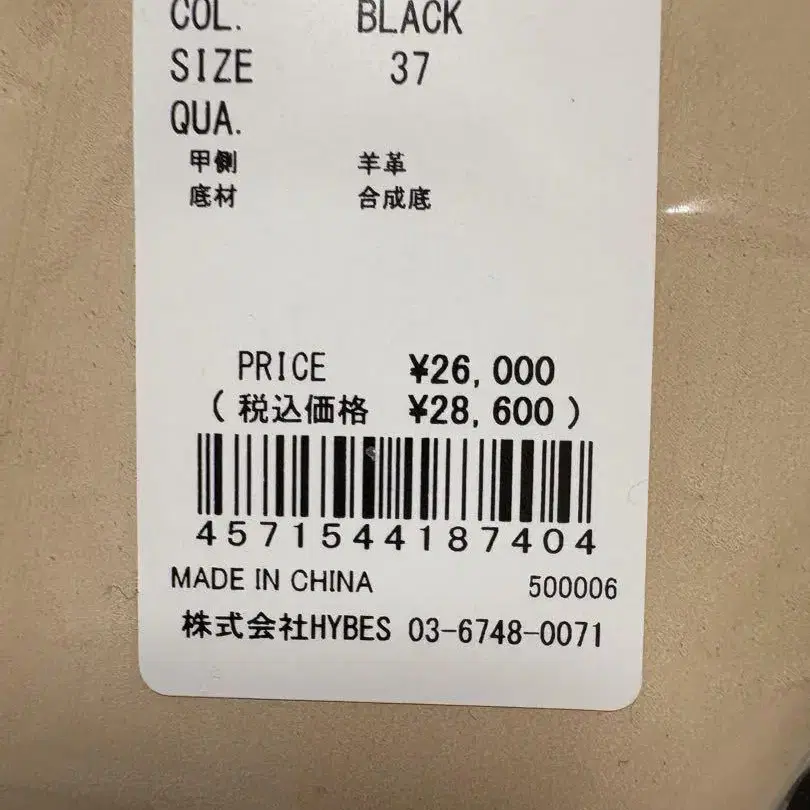 COL. BLACK
SIZE 37
QUA.
甲側 羊革
底材 合成底
PRICE ¥26,000
(税込価格 ¥28,600)
4571544187404
MADE IN CHINA 500006
株式会社HYBES 03-6748-0071